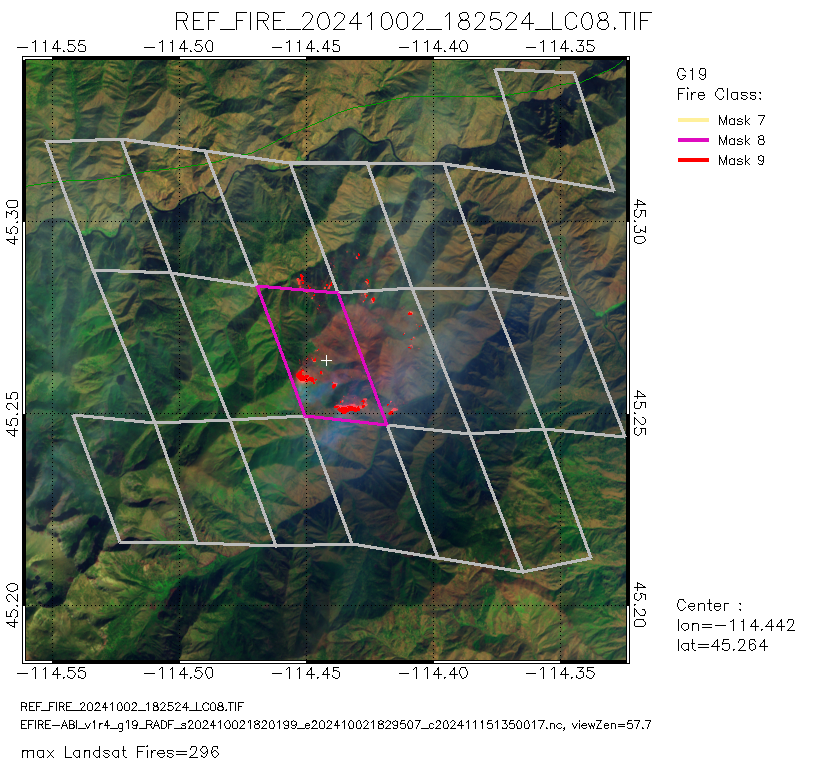 REF_FIRE_20241002_182524_LC08.TIF
−114.55 −114.50 −114.45 −114.40 −114.35
G19
Fire Class:
Mask 7
Mask 8
Mask 9
45.30 45.30
45.25 45.25
45.20 45.20
Center :
lon=−114.442
lat=45.264
−114.55 −114.50 −114.45 −114.40 −114.35
REF_FIRE_20241002_182524_LC08.TIF
EFIRE−ABI_v1r4_g19_RADF_s202410021820199_e202410021829507_c202411151350017.nc, viewZen=57.7
max Landsat Fires=296